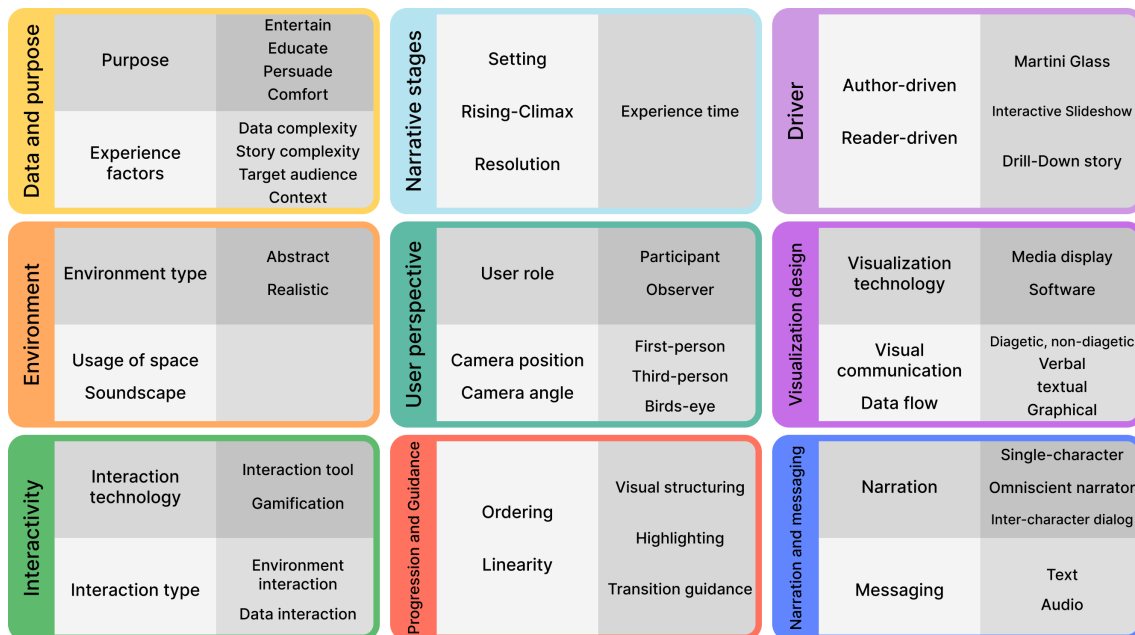 Data and purpose
Purpose
Entertain
Educate
Persuade
Comfort
Experience
factors
Data complexity
Story complexity
Target audience
Context
Narrative stages
Setting
Rising-Climax
Resolution
Experience time
Driver
Author-driven
Reader-driven
Martini Glass
Interactive Slideshow
Drill-Down story
Environment
Environment type
Abstract
Realistic
Usage of space
Soundscape
User perspective
User role
Participant
Observer
Camera position
Camera angle
First-person
Third-person
Birds-eye
Visualization design
Visualization
technology
Media display
Software
Visual
communication
Data flow
Diagetic, non-diagetic
Verbal
textual
Graphical
Interactivity
Interaction
technology
Interaction tool
Gamification
Interaction type
Environment
interaction
Data interaction
Progression and Guidance
Ordering
Linearity
Visual structuring
Highlighting
Transition guidance
Narration and messaging
Narration
Single-character
Omniscient narrator
Inter-character dialog
Messaging
Text
Audio